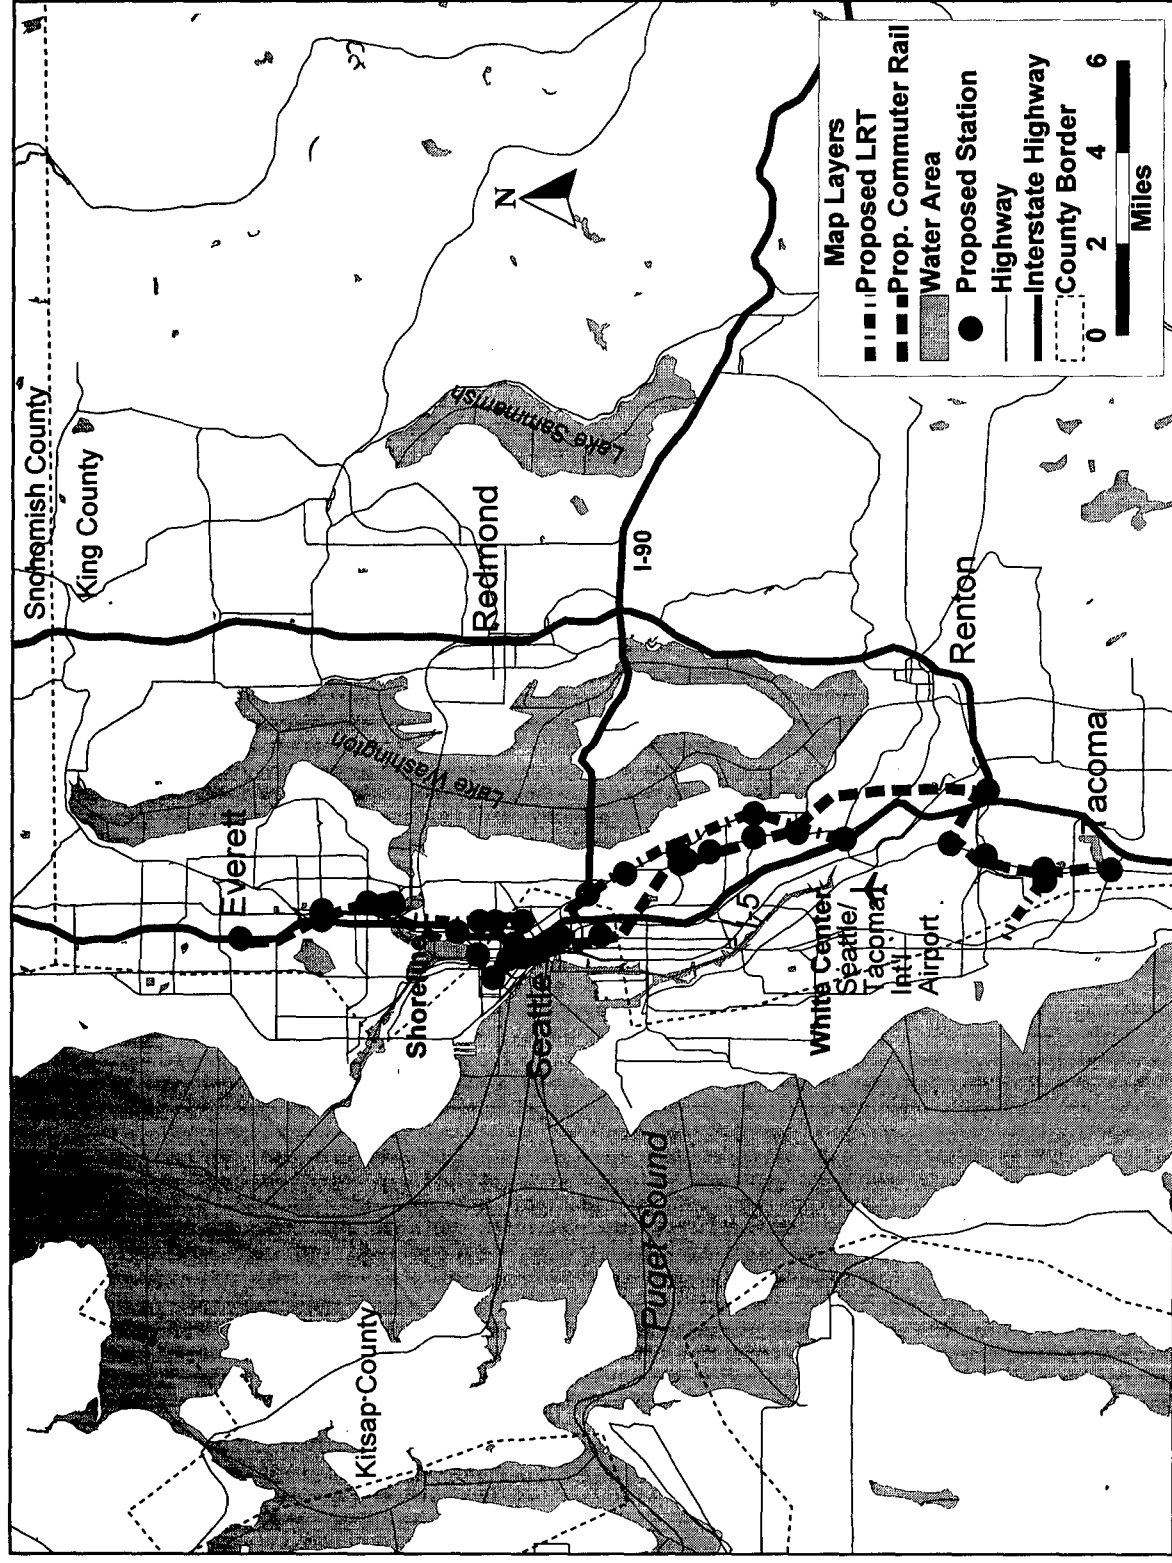 Snohomish County
King County
Everett
Redmond
Lake Sammamish
Lake Washington
Shoreline
Seattle
I-90
Kitsap County
Puget Sound
I-5
White Center
Seattle/
Tacoma
Int'l
Airport
Renton
Tacoma
N
Map Layers
Proposed LRT
Prop. Commuter Rail
Water Area
Proposed Station
Highway
Interstate Highway
County Border
0 2 4 6
Miles